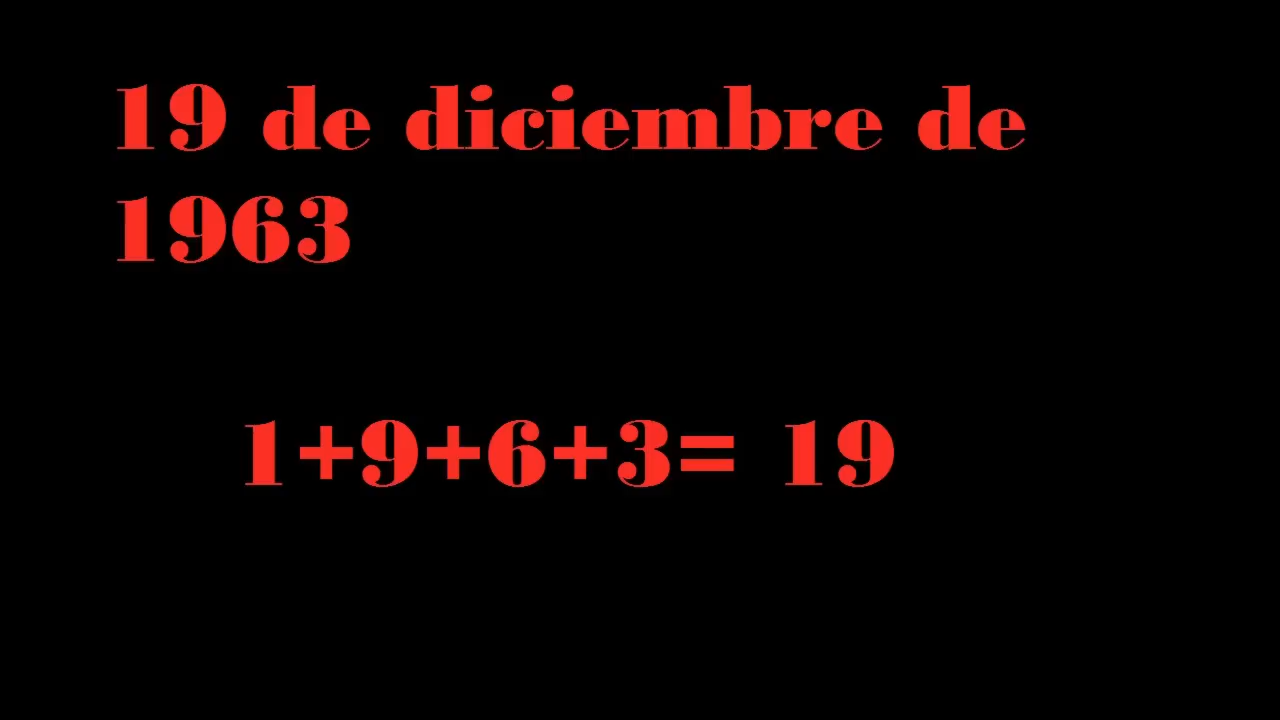 19 de diciembre de
1963
1+9+6+3= 19